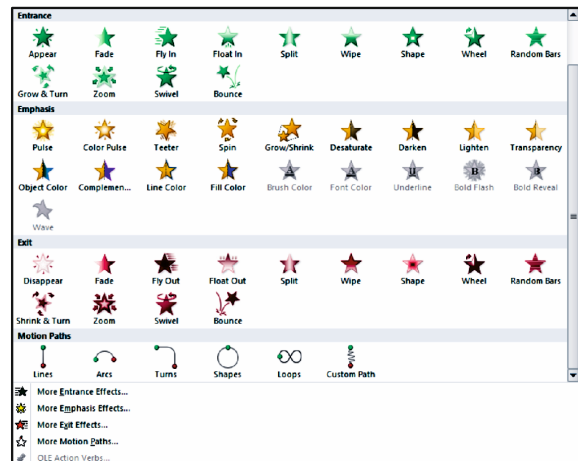 Entrance
Appear Fade Fly In Float In Split Wipe Shape Wheel Random Bars
Grow & Turn Zoom Swivel Bounce
Emphasis
Pulse Color Pulse Teeter Spin Grow/Shrink Desaturate Darken Lighten Transparency
Object Color Complemen... Line Color Fill Color Brush Color Font Color Underline Bold Flash Bold Reveal
Wave
Exit
Disappear Fade Fly Out Float Out Split Wipe Shape Wheel Random Bars
Shrink & Turn Zoom Swivel Bounce
Motion Paths
Lines Arcs Turns Shapes Loops Custom Path
More Entrance Effects...
More Emphasis Effects...
More Exit Effects...
More Motion Paths...
OLE Action Verbs...